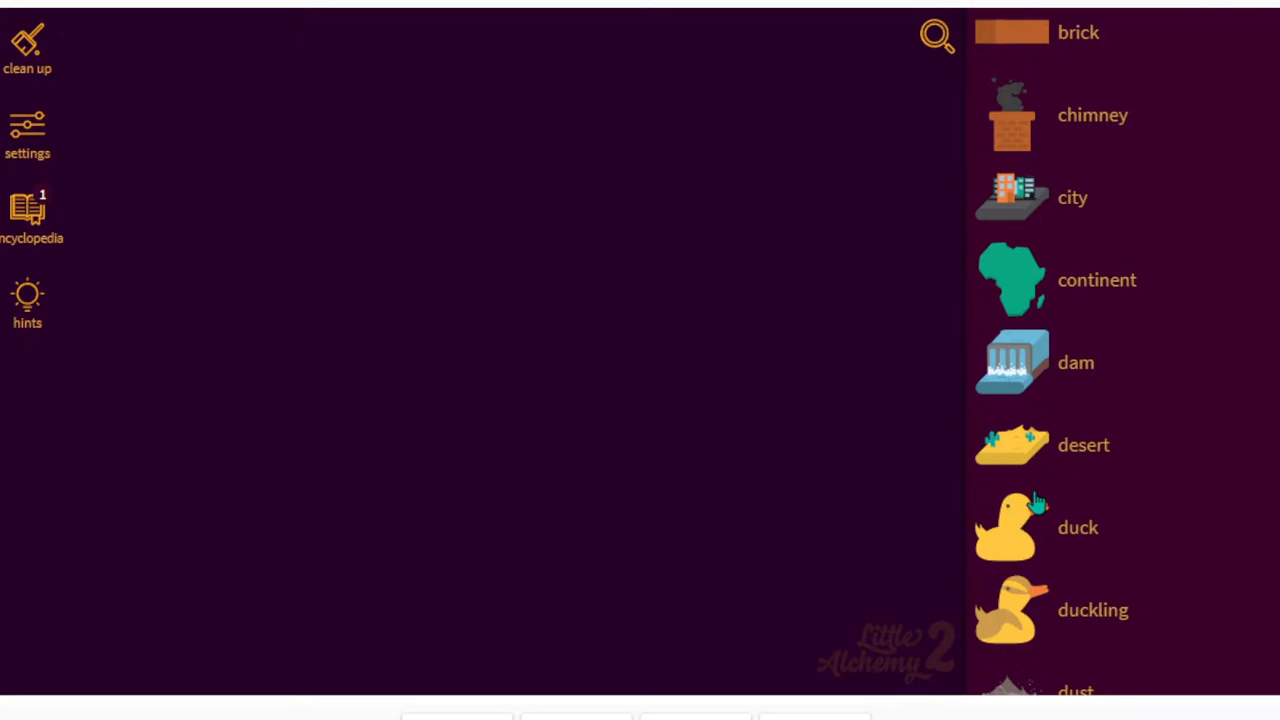 clean up
settings
1
ncyclopedia
hints
brick
chimney
city
continent
dam
desert
duck
duckling
dust
Little
Alchemy 2